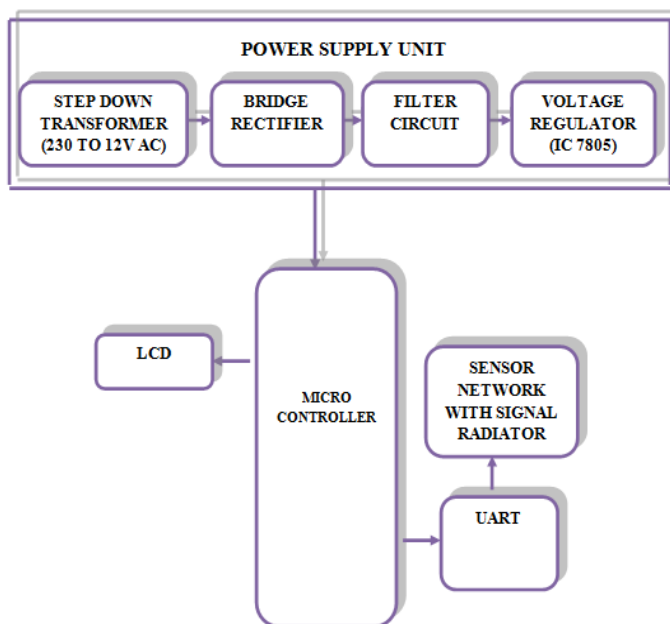 POWER SUPPLY UNIT
STEP DOWN
TRANSFORMER
(230 TO 12V AC)
BRIDGE
RECTIFIER
FILTER
CIRCUIT
VOLTAGE
REGULATOR
(IC 7805)
LCD
MICRO
CONTROLLER
SENSOR
NETWORK
WITH SIGNAL
RADIATOR
UART